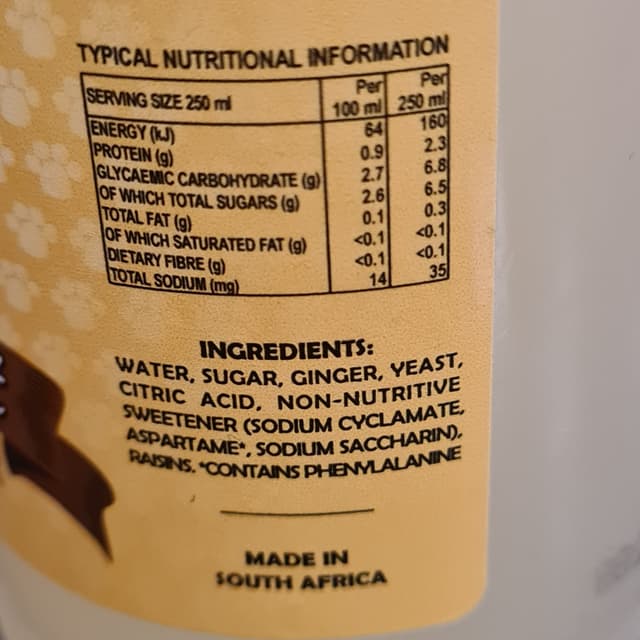 TYPICAL NUTRITIONAL INFORMATION
SERVING SIZE 250 ml Per 100 ml Per 250 ml
ENERGY (kJ) 64 160
PROTEIN (g) 0.9 2.3
GLYCAEMIC CARBOHYDRATE (g) 2.7 6.8
OF WHICH TOTAL SUGARS (g) 2.6 6.5
TOTAL FAT (g) 0.1 0.3
OF WHICH SATURATED FAT (g) <0.1 <0.1
DIETARY FIBRE (g) <0.1 <0.1
TOTAL SODIUM (mg) 14 35
INGREDIENTS:
WATER, SUGAR, GINGER, YEAST,
CITRIC ACID, NON-NUTRITIVE
SWEETENER (SODIUM CYCLAMATE,
ASPARTAME*, SODIUM SACCHARIN),
RAISINS. *CONTAINS PHENYLALANINE
MADE IN
SOUTH AFRICA